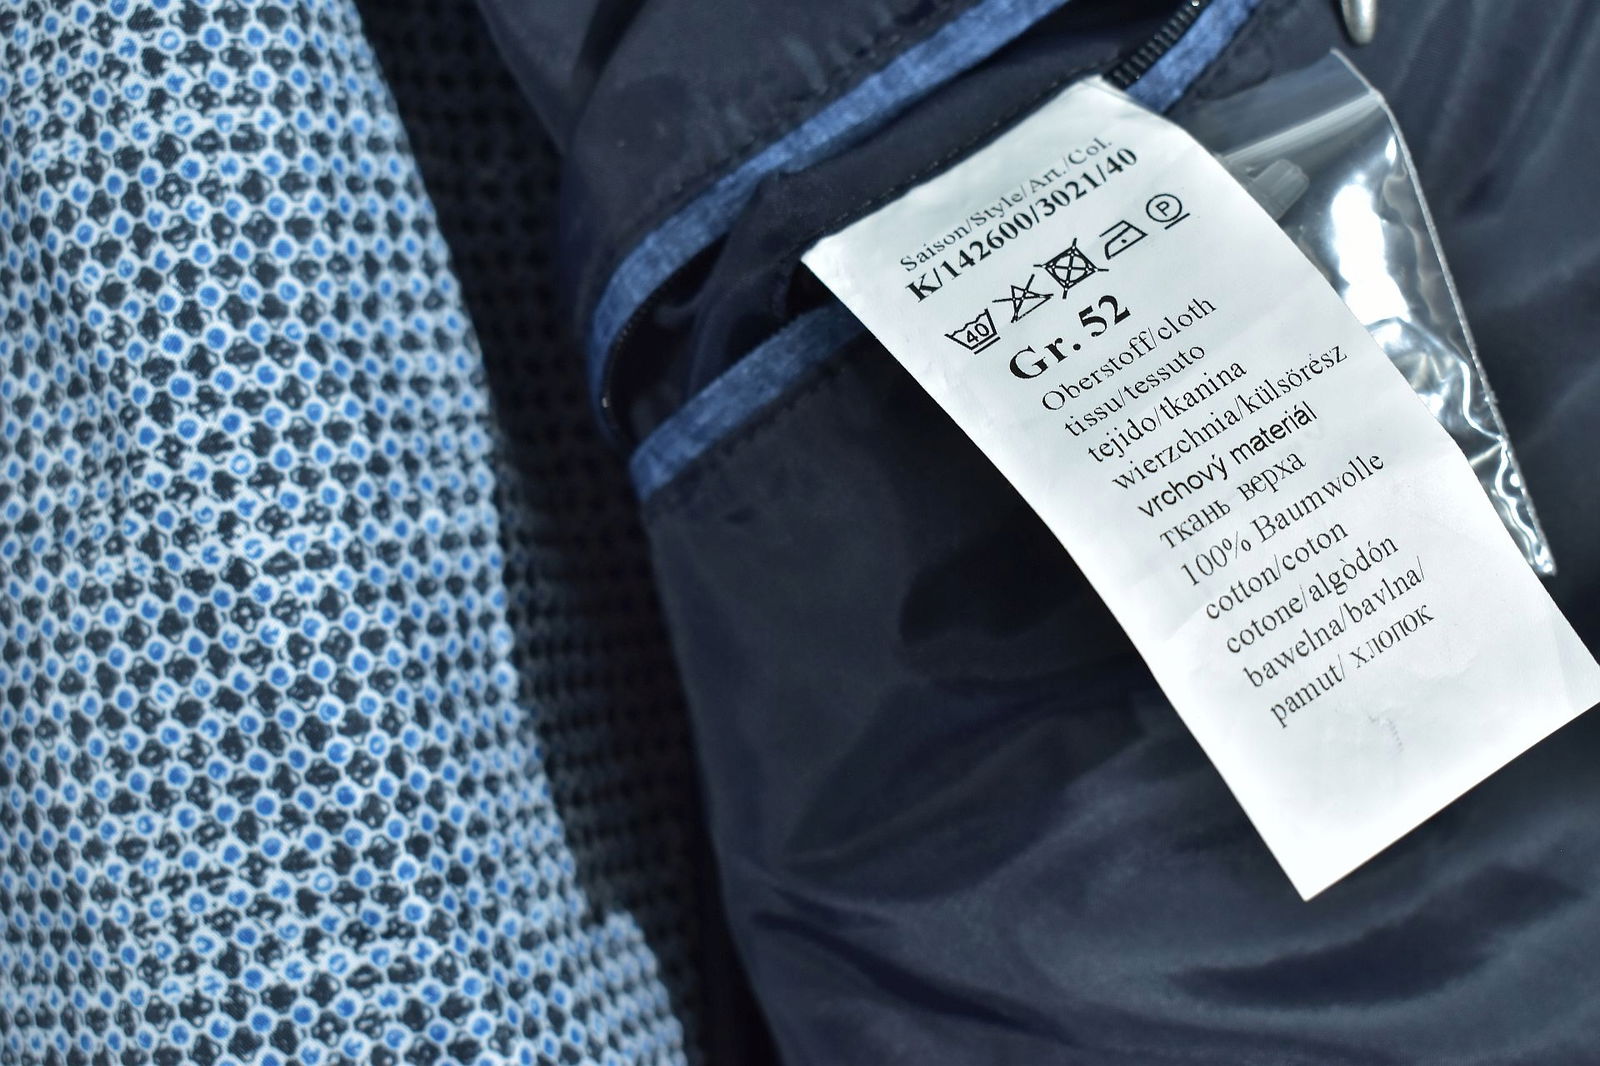 Saison/Style/Art./Col.
K/142600/3021/40
40 P
Gr. 52
Oberstoff/cloth
tissu/tessuto
tejido/tkanina
wierzchnia/külsörész
vrchový materiál
ткань верха
100% Baumwolle
cotton/coton
cotone/algòdón
bawelna/bavlna/
pamut/ хлопок